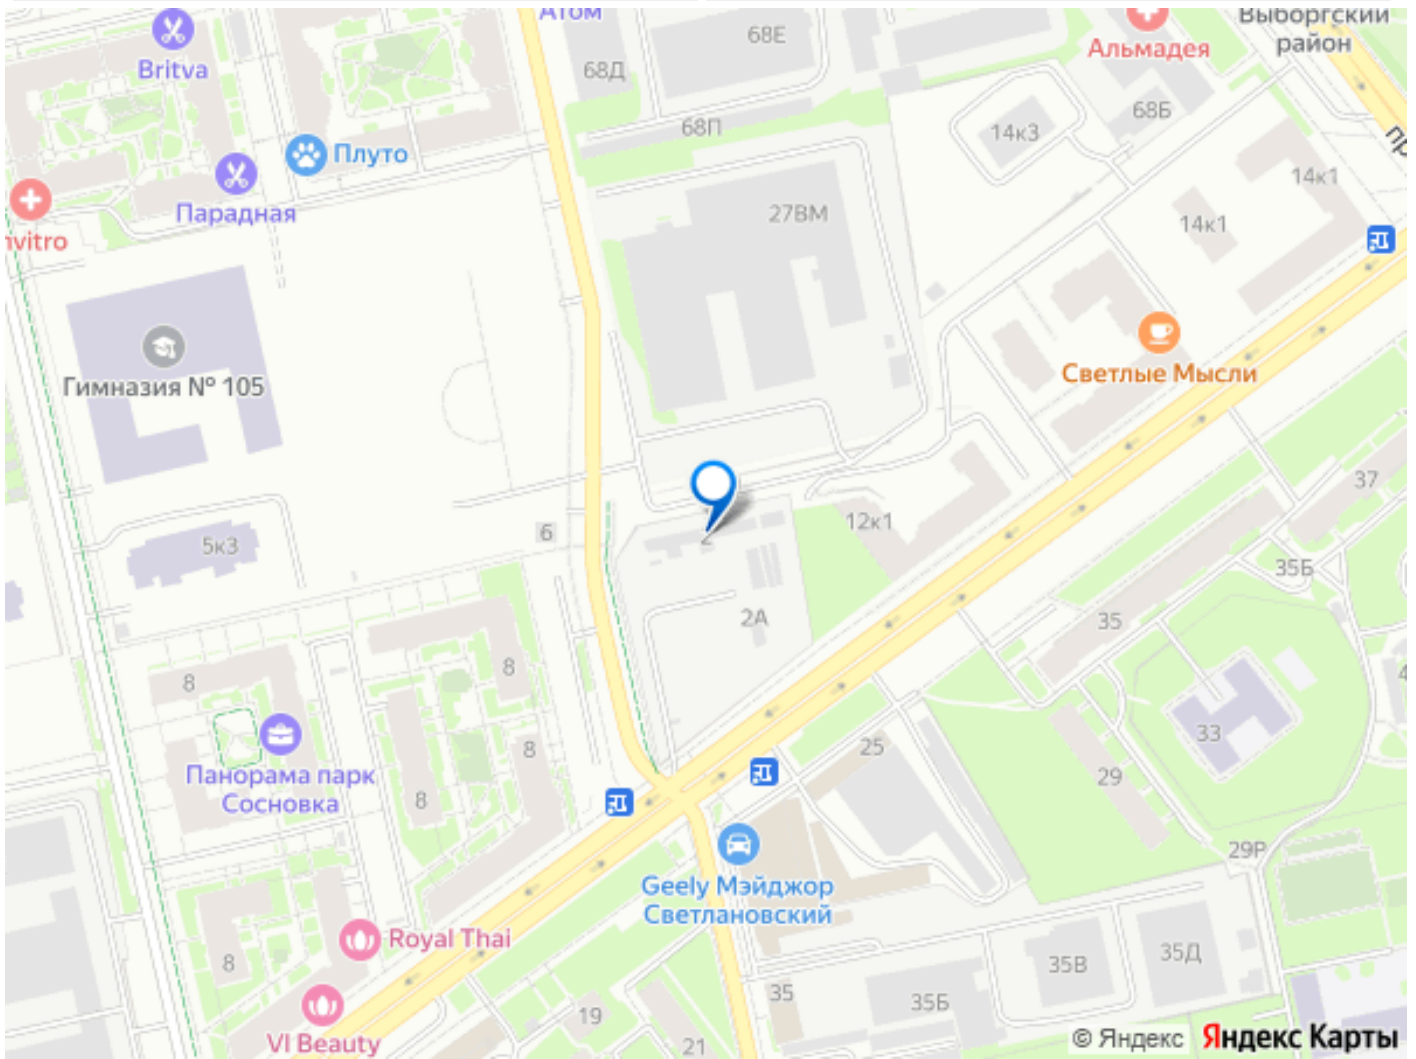 Атом
68Е
Выборгский
район
Britva
68Д
Альмадея
68Б
68П
14к3
Плуто
14к1
Парадная
27ВМ
14к1
nvitro
Светлые Мысли
Гимназия № 105
37
12к1
6
2
5к3
35Б
2А
35
8
8
33
8
25
Панорама парк
Сосновка
8
29
29Р
Geely Мэйджор
Светлановский
Royal Thai
8
35В
35Д
35
35Б
19
VI Beauty
21
© Яндекс
Яндекс Карты